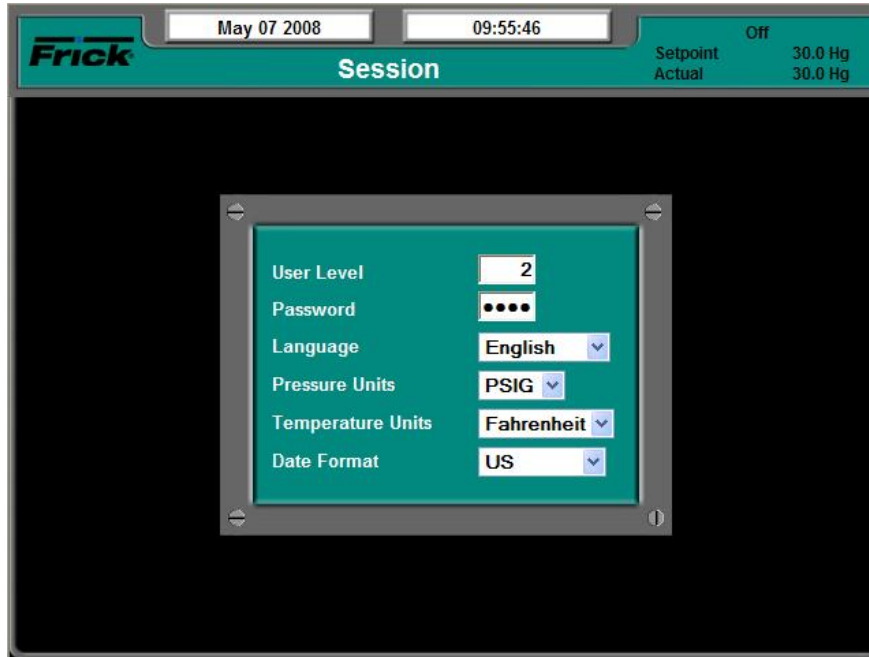 May 07 2008
09:55:46
Off
Frick
Session
Setpoint 30.0 Hg
Actual 30.0 Hg
User Level 2
Password ••••
Language English
Pressure Units PSIG
Temperature Units Fahrenheit
Date Format US